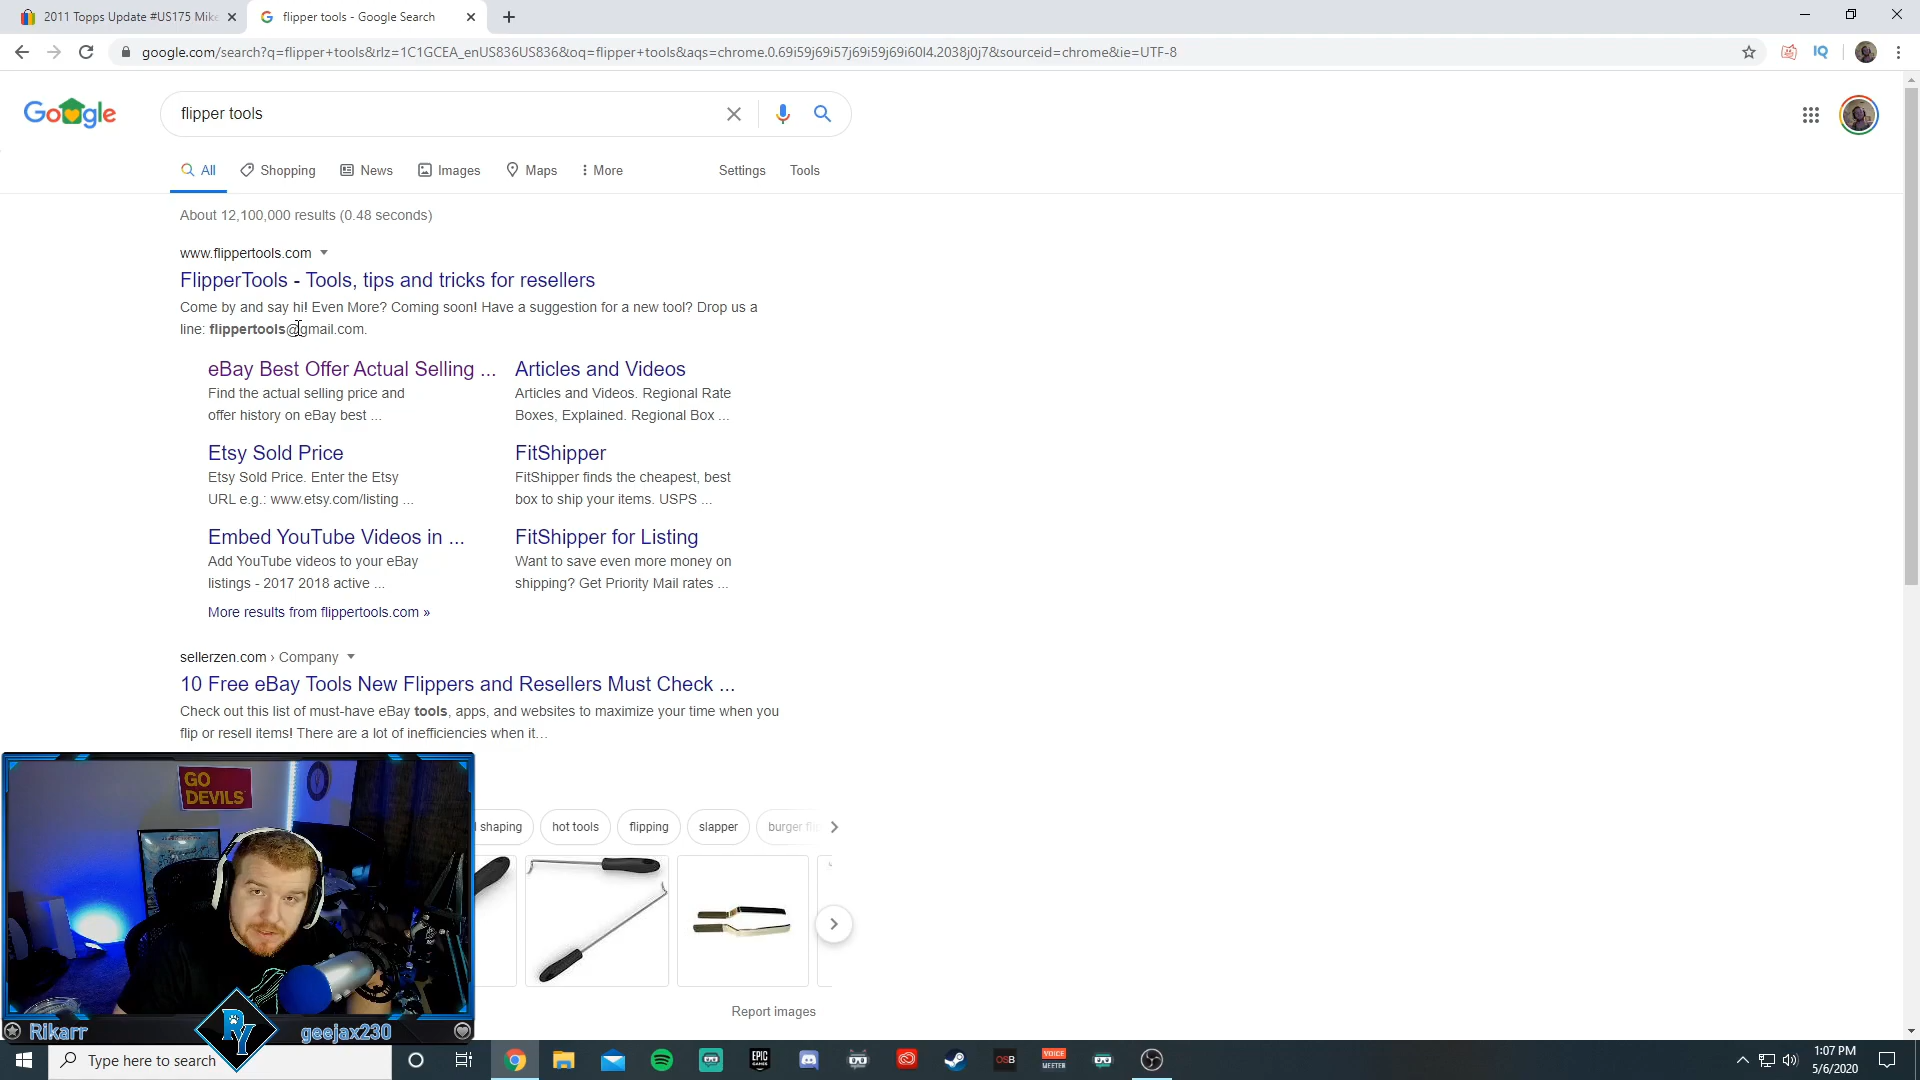 2011 Topps Update #US175 Mike
flipper tools - Google Search
google.com/search?q=flipper+tools&rlz=1C1GCEA_enUS836US836&oq=flipper+tools&aqs=chrome.0.69i59j69i57j69i59j69i60l4.2038j0j7&sourceid=chrome&ie=UTF-8
IQ
Google
flipper tools
All
Shopping
News
Images
Maps
More
Settings
Tools
About 12,100,000 results (0.48 seconds)
www.flippertools.com
FlipperTools - Tools, tips and tricks for resellers
Come by and say hi! Even More? Coming soon! Have a suggestion for a new tool? Drop us a
line: flippertools@gmail.com.
eBay Best Offer Actual Selling ...
Find the actual selling price and
offer history on eBay best ...
Articles and Videos
Articles and Videos. Regional Rate
Boxes, Explained. Regional Box ...
Etsy Sold Price
Etsy Sold Price. Enter the Etsy
URL e.g.: www.etsy.com/listing ...
FitShipper
FitShipper finds the cheapest, best
box to ship your items. USPS ...
Embed YouTube Videos in ...
Add YouTube videos to your eBay
listings - 2017 2018 active ...
FitShipper for Listing
Want to save even more money on
shipping? Get Priority Mail rates ...
More results from flippertools.com »
sellerzen.com › Company
10 Free eBay Tools New Flippers and Resellers Must Check ...
Check out this list of must-have eBay tools, apps, and websites to maximize your time when you
flip or resell items! There are a lot of inefficiencies when it...
GO
DEVILS
shaping
hot tools
flipping
slapper
burger
Report images
Rikarr
RY
geejax230
Type here to search
EPIC
GAMES
OSB
VOICE
MEETER
1:07 PM
5/6/2020